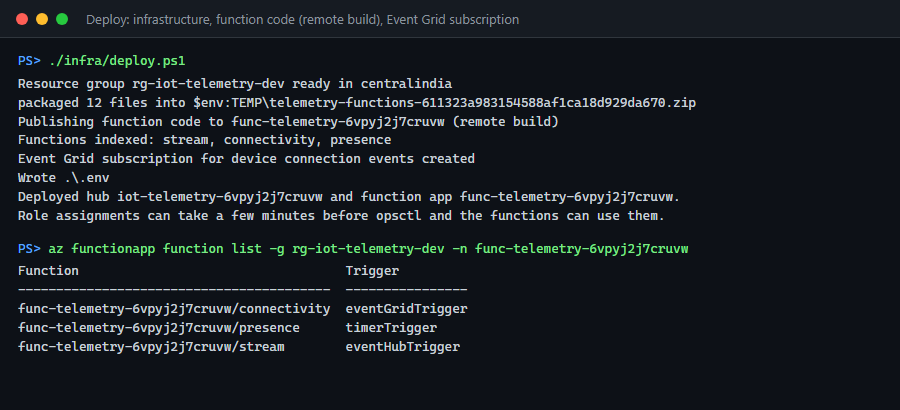 Deploy: infrastructure, function code (remote build), Event Grid subscription
PS> ./infra/deploy.ps1
Resource group rg-iot-telemetry-dev ready in centralindia
packaged 12 files into $env:TEMP\telemetry-functions-611323a983154588af1ca18d929da670.zip
Publishing function code to func-telemetry-6vpyj2j7cruvw (remote build)
Functions indexed: stream, connectivity, presence
Event Grid subscription for device connection events created
Wrote .\.env
Deployed hub iot-telemetry-6vpyj2j7cruvw and function app func-telemetry-6vpyj2j7cruvw.
Role assignments can take a few minutes before opsctl and the functions can use them.
PS> az functionapp function list -g rg-iot-telemetry-dev -n func-telemetry-6vpyj2j7cruvw
Function                                   Trigger
-----------------------------------------  ----------------
func-telemetry-6vpyj2j7cruvw/connectivity  eventGridTrigger
func-telemetry-6vpyj2j7cruvw/presence      timerTrigger
func-telemetry-6vpyj2j7cruvw/stream        eventHubTrigger